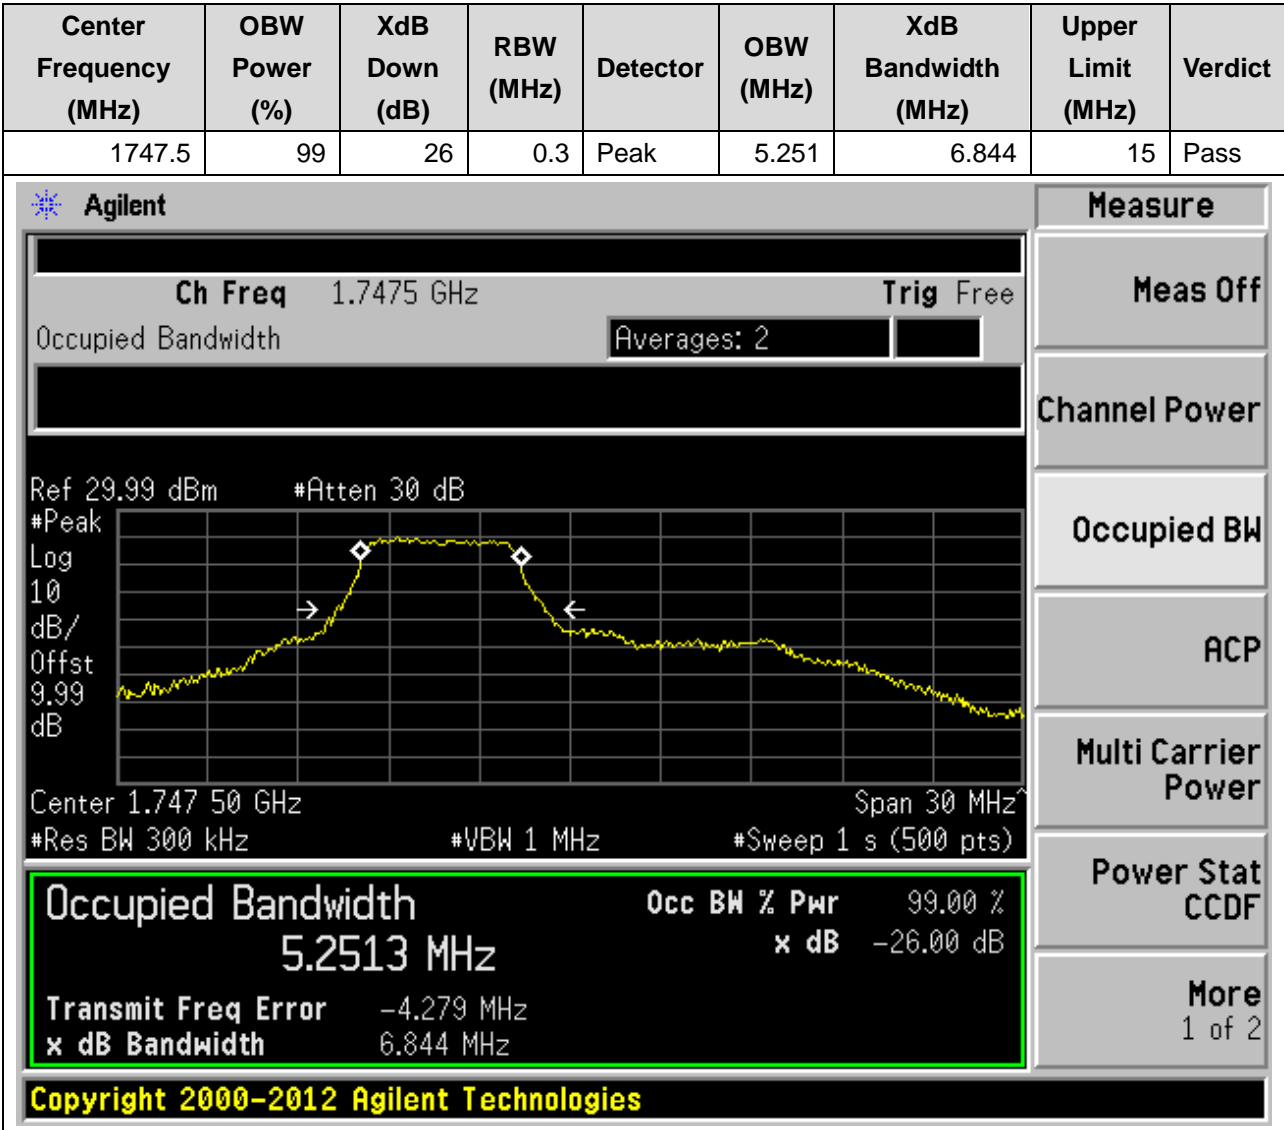 Center Frequency (MHz) OBW Power (%) XdB Down (dB) RBW (MHz) Detector OBW (MHz) XdB Bandwidth (MHz) Upper Limit (MHz) Verdict
1747.5 99 26 0.3 Peak 5.251 6.844 15 Pass
Agilent
Measure
Ch Freq 1.7475 GHz Trig Free
Meas Off
Occupied Bandwidth Averages: 2
Channel Power
Ref 29.99 dBm #Atten 30 dB
#Peak
Log
10
dB/
Offst
9.99
dB
Occupied BW
ACP
Multi Carrier
Power
Center 1.747 50 GHz Span 30 MHz^
#Res BW 300 kHz #VBW 1 MHz #Sweep 1 s (500 pts)
Power Stat
CCDF
Occupied Bandwidth Occ BW % Pwr 99.00 %
5.2513 MHz x dB -26.00 dB
Transmit Freq Error -4.279 MHz
x dB Bandwidth 6.844 MHz
More
1 of 2
Copyright 2000-2012 Agilent Technologies